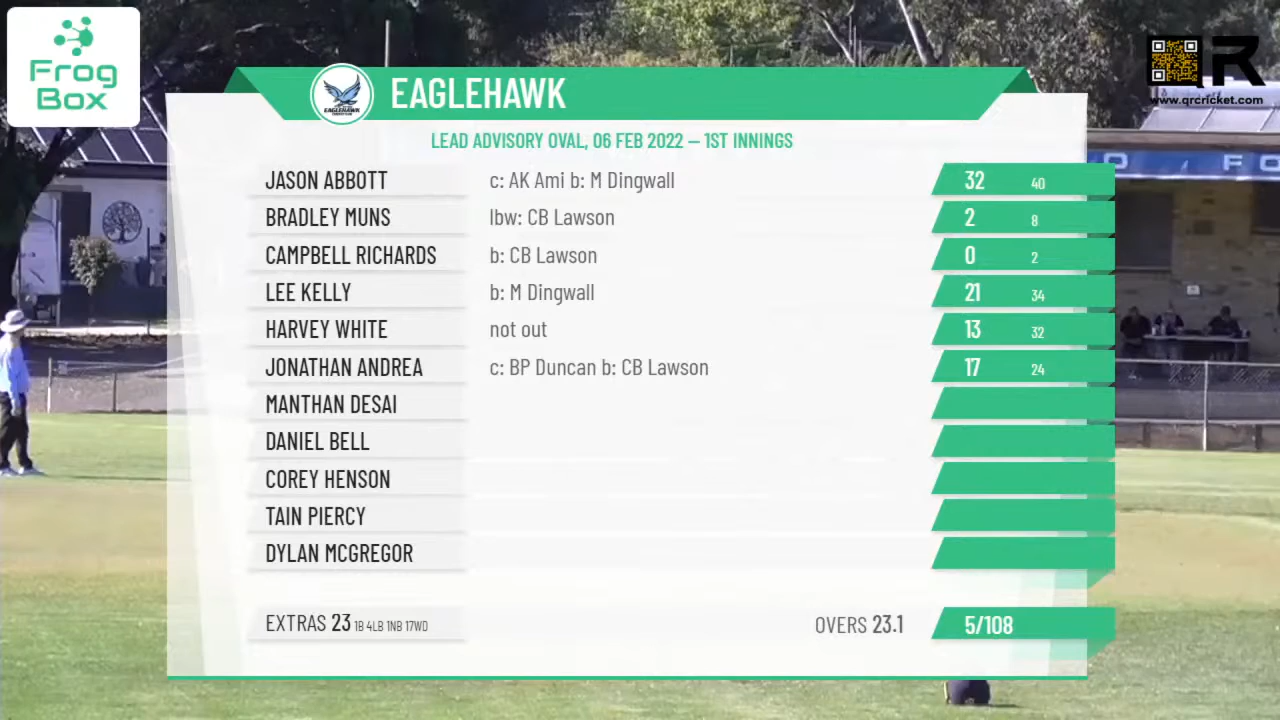 Frog
Box
EAGLEHAWK
EAGLEHAWK
R
www.qrcricket.com
LEAD ADVISORY OVAL, 06 FEB 2022 – 1ST INNINGS
JASON ABBOTT c: AK Ami b: M Dingwall 32 40
BRADLEY MUNS lbw: CB Lawson 2 8
CAMPBELL RICHARDS b: CB Lawson 0 2
LEE KELLY b: M Dingwall 21 34
HARVEY WHITE not out 13 32
JONATHAN ANDREA c: BP Duncan b: CB Lawson 17 24
MANTHAN DESAI
DANIEL BELL
COREY HENSON
TAIN PIERCY
DYLAN MCGREGOR
EXTRAS 23 1B 4LB 1NB 17WD OVERS 23.1 5/108